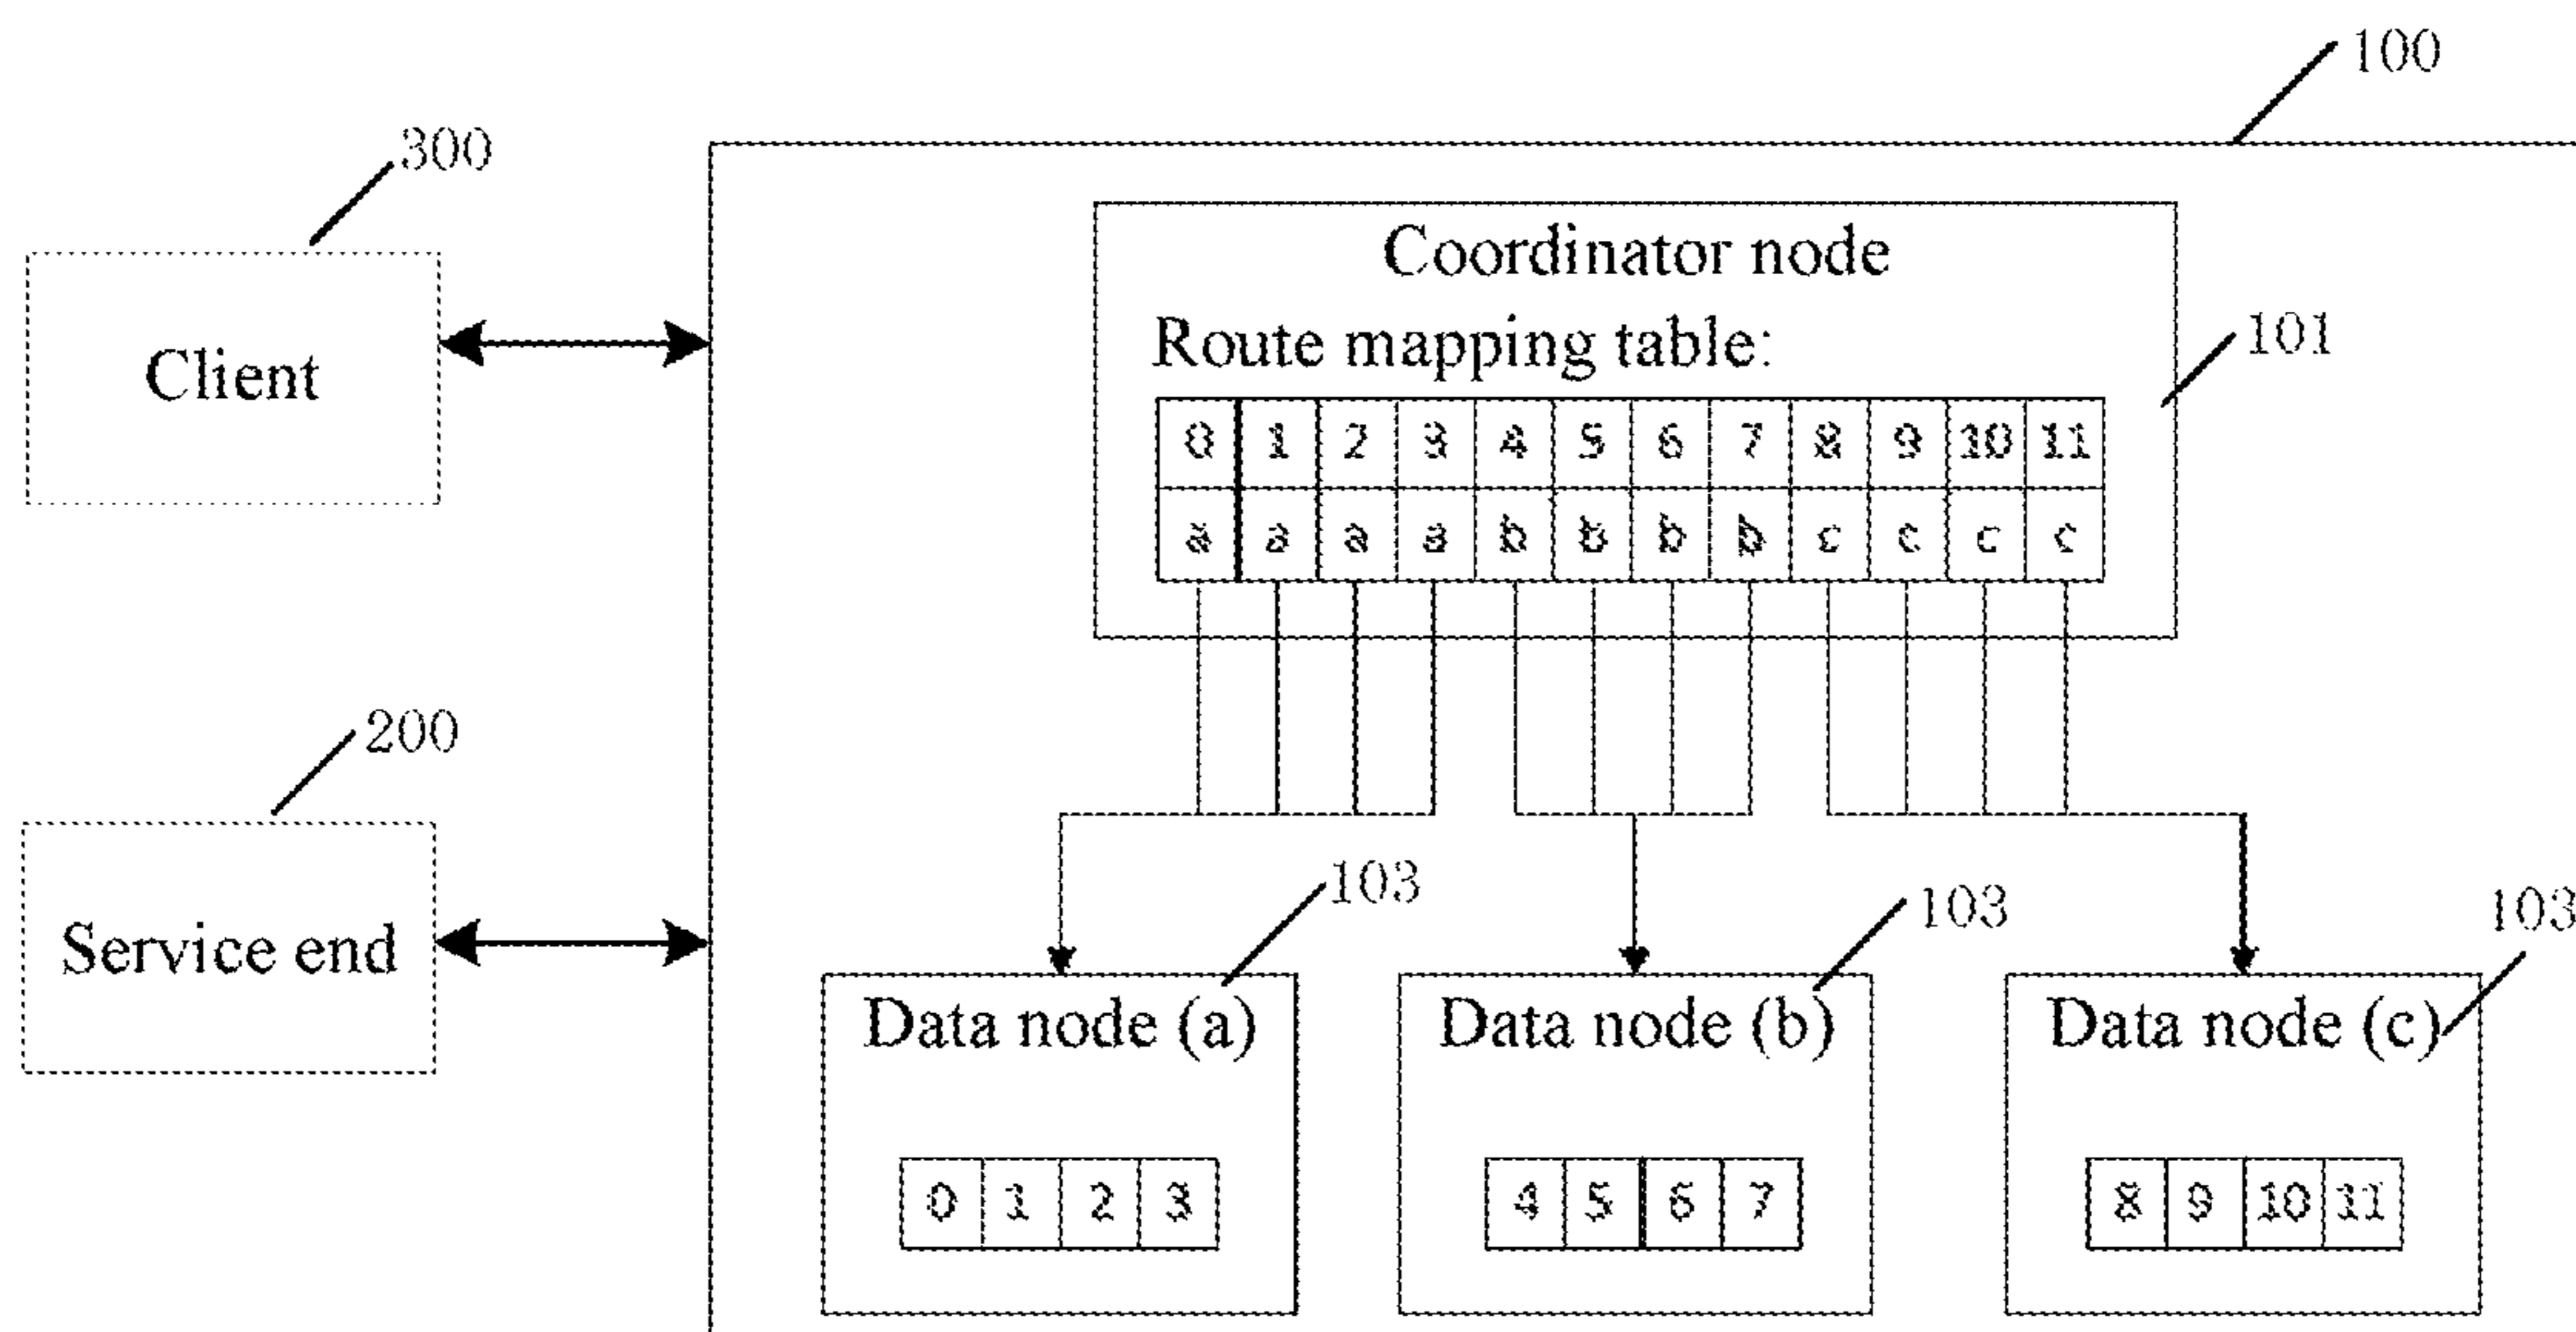 100
300
Coordinator node
Route mapping table:
101
Client
0 1 2 3 4 5 6 7 8 9 10 11
a a a a b b b b c c c c
200
Service end
103 103 103
Data node (a) Data node (b) Data node (c)
0 1 2 3 4 5 6 7 8 9 10 11